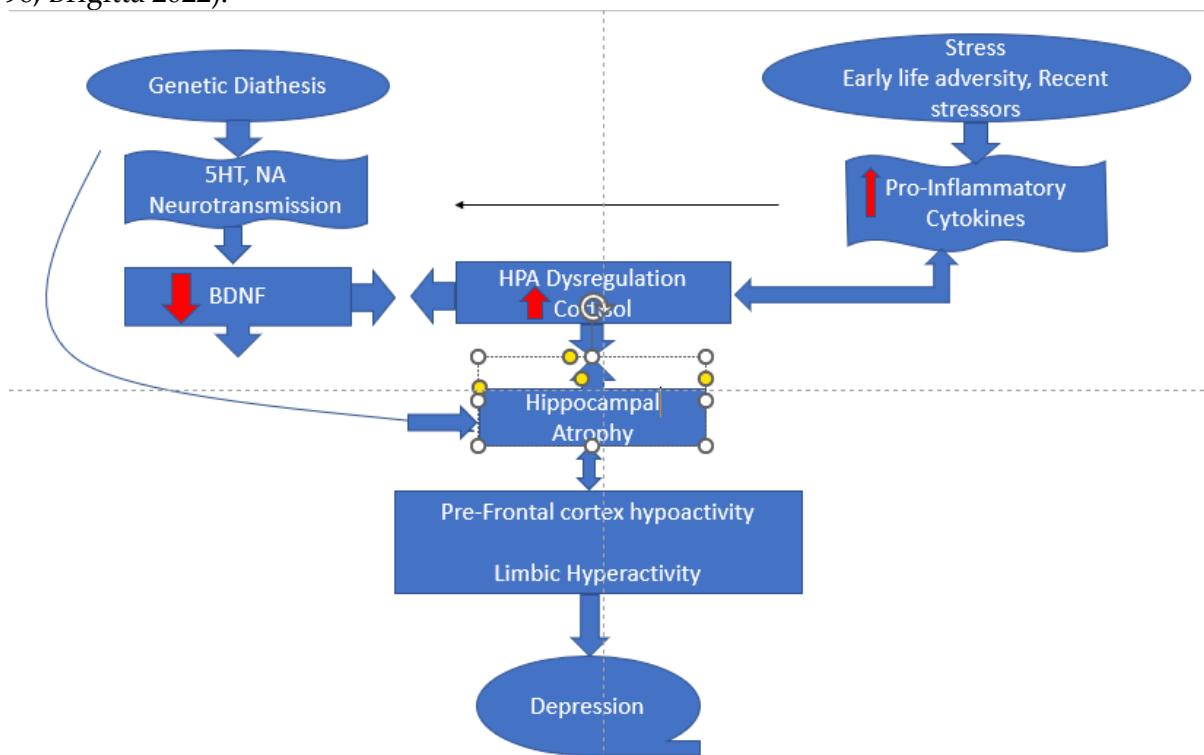 Genetic Diathesis
Stress
Early life adversity, Recent
stressors
5HT, NA
Neurotransmission
Pro-Inflammatory
Cytokines
BDNF
HPA Dysregulation
Cortisol
Hippocampal
Atrophy
Pre-Frontal cortex hypoactivity
Limbic Hyperactivity
Depression